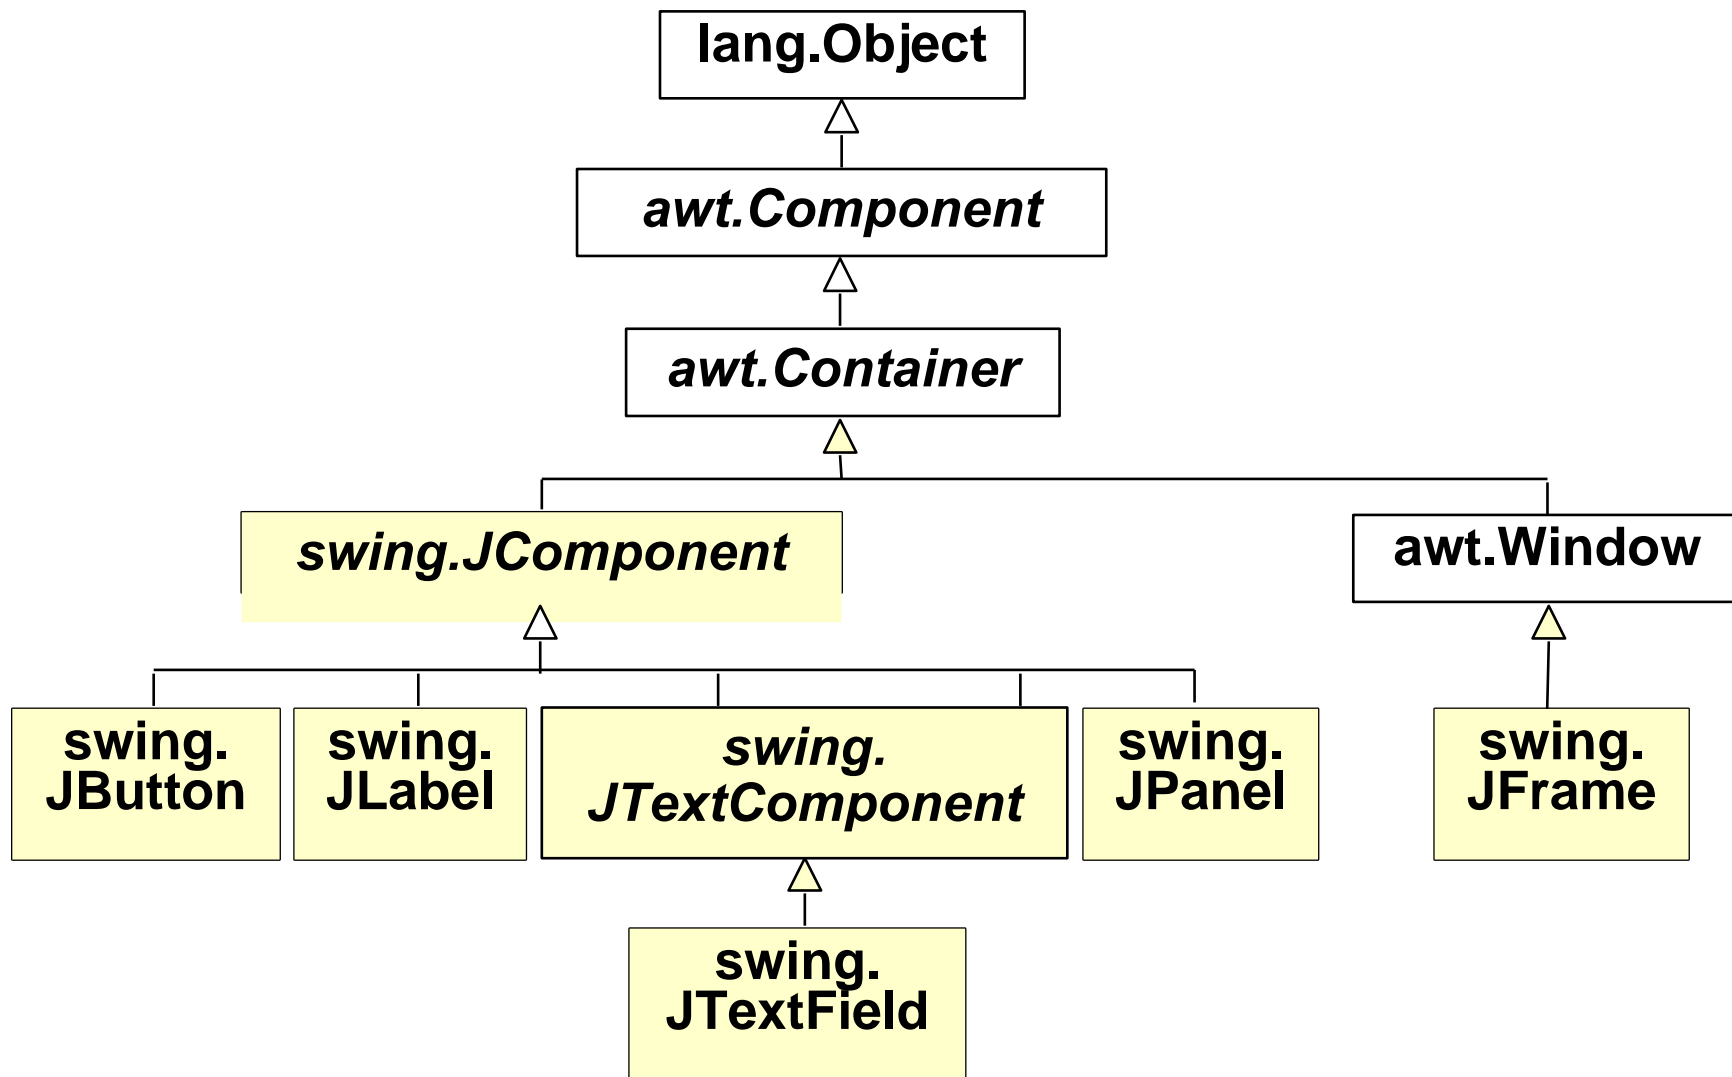 lang.Object
awt.Component
awt.Container
swing.JComponent
awt.Window
swing.
JButton
swing.
JLabel
swing.
JTextComponent
swing.
JPanel
swing.
JFrame
swing.
JTextField